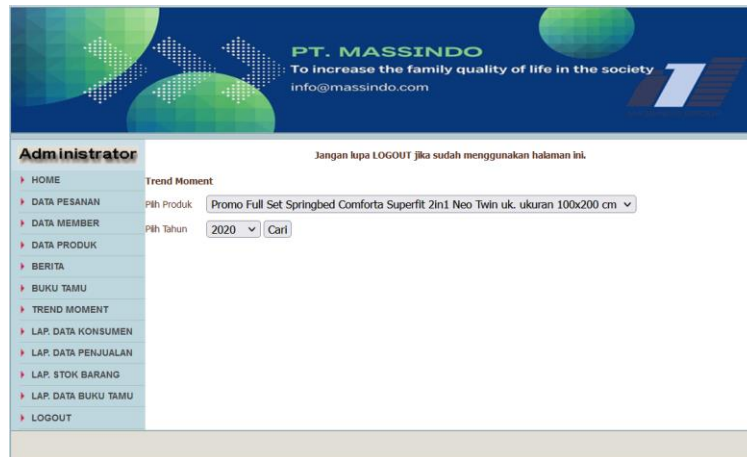 PT. MASSINDO
To increase the family quality of life in the society
info@massindo.com
Administrator
Jangan lupa LOGOUT jika sudah menggunakan halaman ini.
HOME
DATA PESANAN
DATA MEMBER
DATA PRODUK
BERITA
BUKU TAMU
TREND MOMENT
LAP. DATA KONSUMEN
LAP. DATA PENJUALAN
LAP. STOK BARANG
LAP. DATA BUKU TAMU
LOGOUT
Trend Moment
Pilih Produk Promo Full Set Springbed Comforta Superfit 2in1 Neo Twin uk. ukuran 100x200 cm
Pilih Tahun 2020 Cari